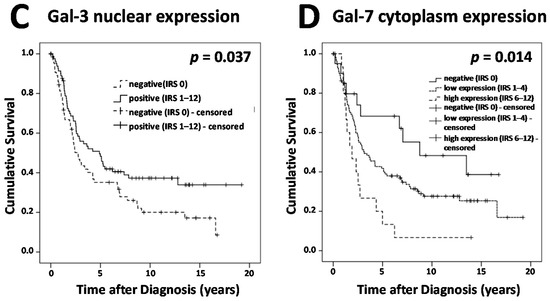 C Gal-3 nuclear expression
p = 0.037
negative (IRS 0)
positive (IRS 1–12)
negative (IRS 0) - censored
positive (IRS 1–12) - censored
Cumulative Survival
1.0
0.8
0.6
0.4
0.2
0.0
0 5 10 15 20
Time after Diagnosis (years)
D Gal-7 cytoplasm expression
p = 0.014
negative (IRS 0)
low expression (IRS 1–4)
high expression (IRS 6–12)
negative (IRS 0) - censored
low expression (IRS 1–4) -
censored
high expression (IRS 6–12) -
censored
Cumulative Survival
1.0
0.8
0.6
0.4
0.2
0.0
0 5 10 15 20
Time after Diagnosis (years)